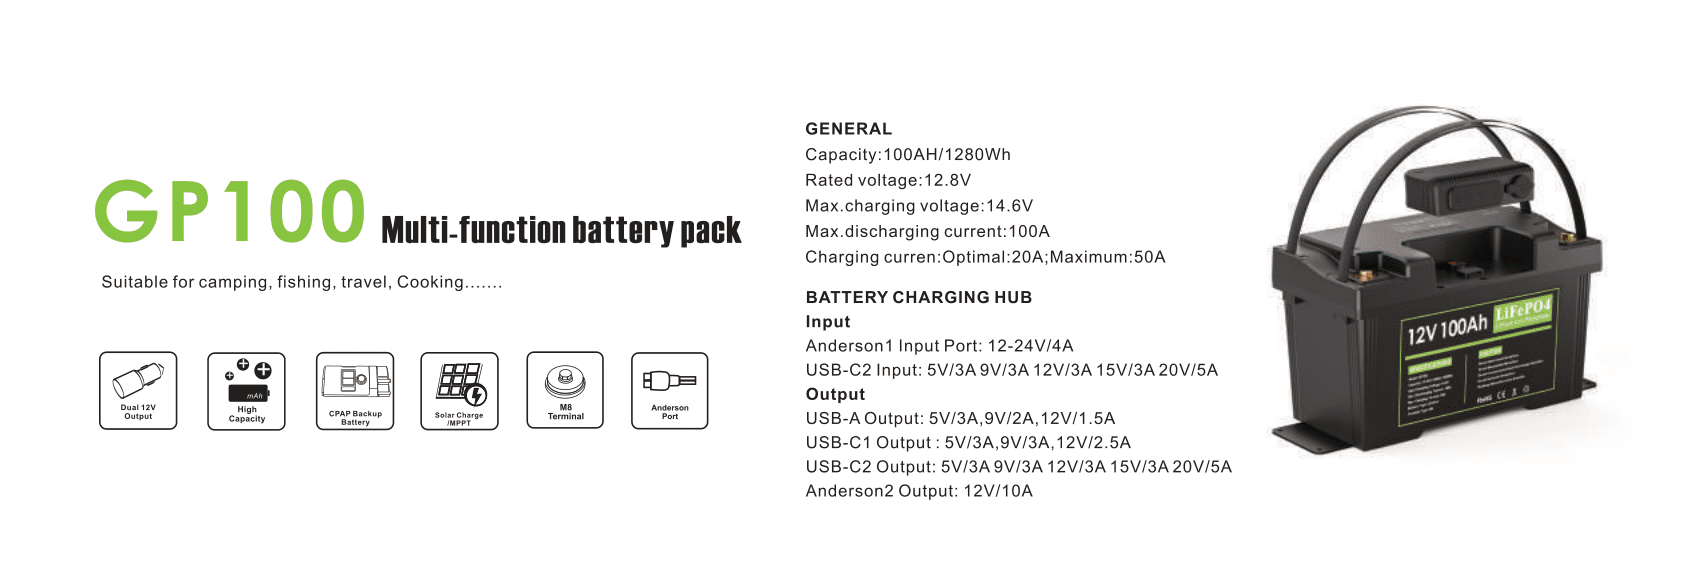 GP100 Multi-function battery pack
Suitable for camping, fishing, travel, Cooking.......
Dual 12V
Output
mAh
High
Capacity
CPAP Backup
Battery
Solar Charge
/MPPT
M8
Terminal
Anderson
Port
GENERAL
Capacity:100AH/1280Wh
Rated voltage:12.8V
Max.charging voltage:14.6V
Max.discharging current:100A
Charging curren:Optimal:20A;Maximum:50A
BATTERY CHARGING HUB
Input
Anderson1 Input Port: 12-24V/4A
USB-C2 Input: 5V/3A 9V/3A 12V/3A 15V/3A 20V/5A
Output
USB-A Output: 5V/3A,9V/2A,12V/1.5A
USB-C1 Output : 5V/3A,9V/3A,12V/2.5A
USB-C2 Output: 5V/3A 9V/3A 12V/3A 15V/3A 20V/5A
Anderson2 Output: 12V/10A
12V 100Ah LiFePO4
RoHS CE